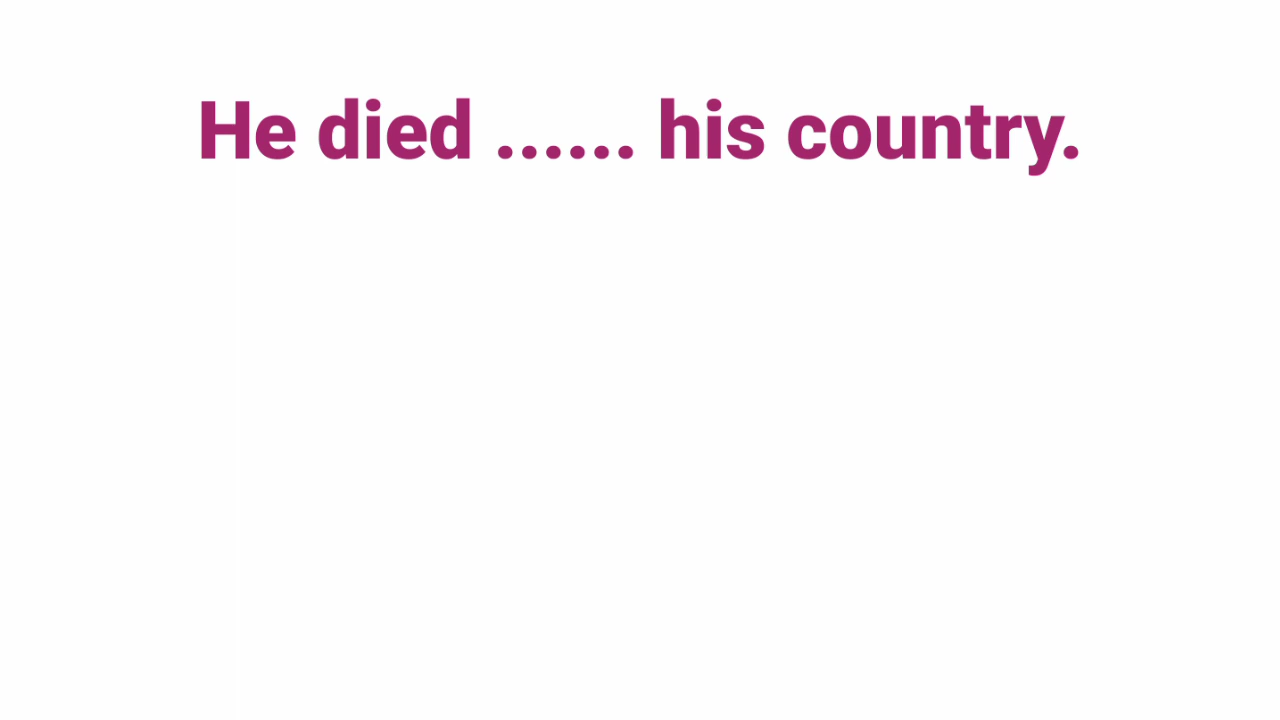 He died ...... his country.